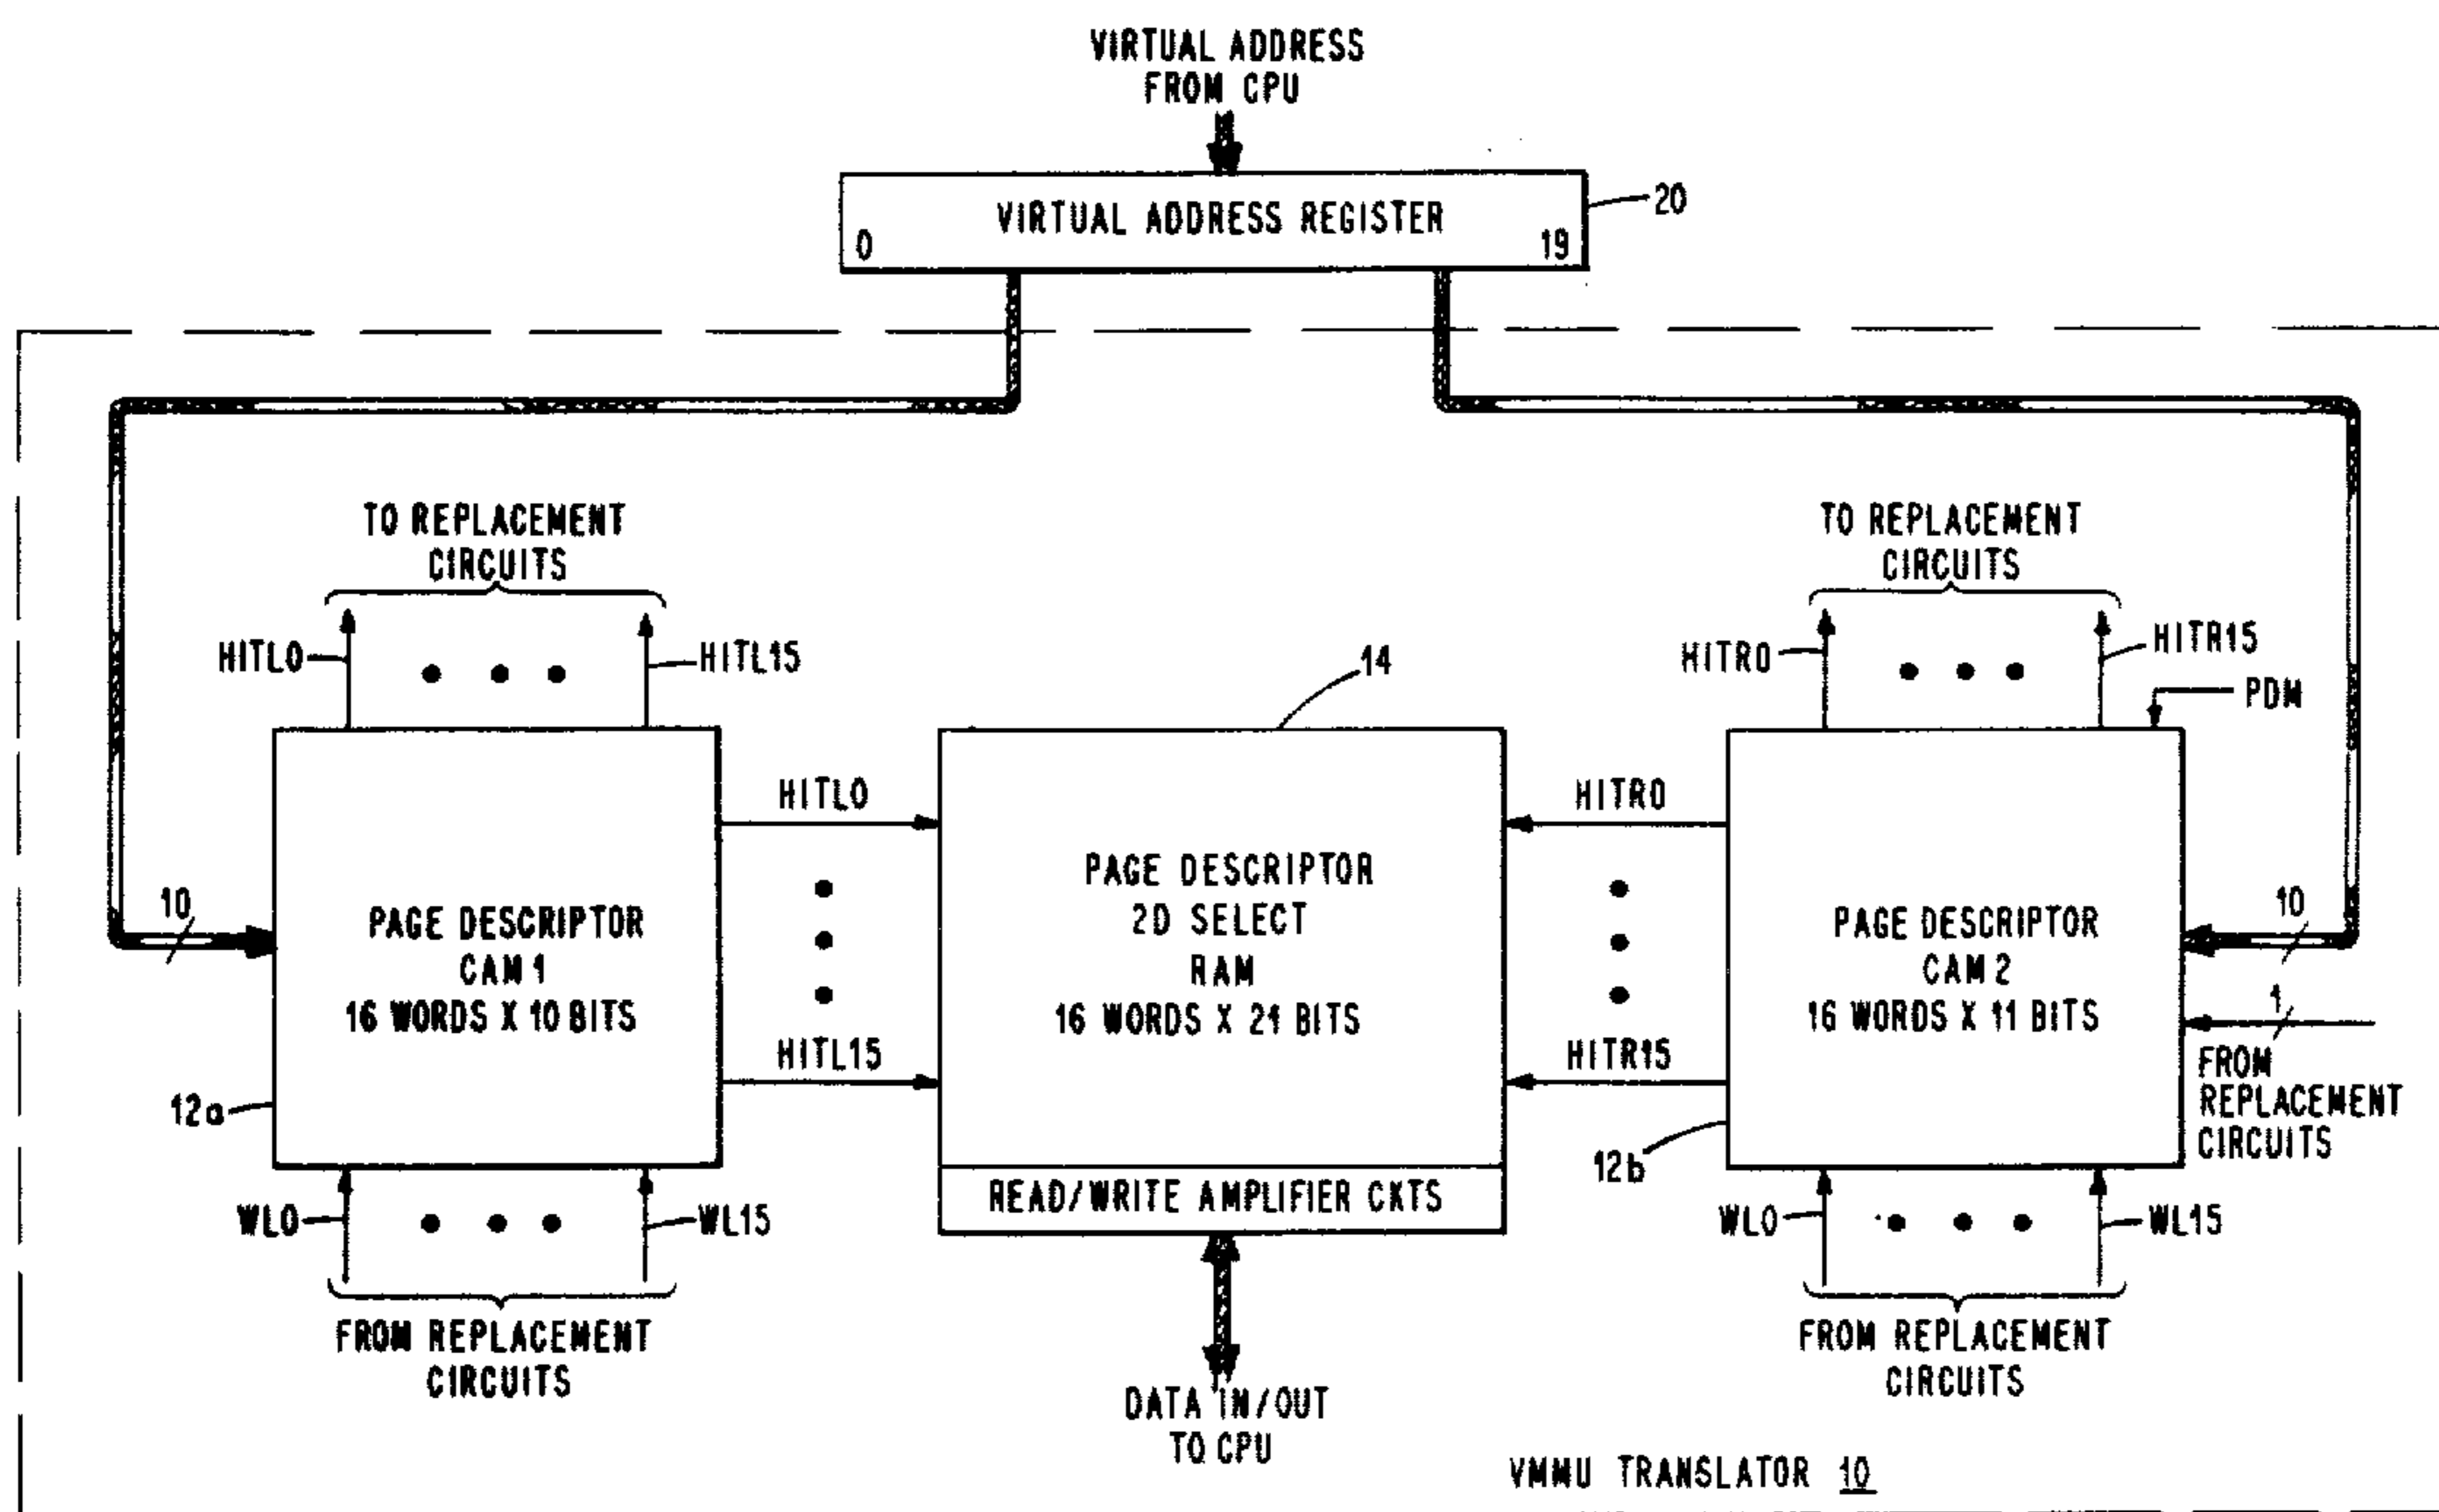 VIRTUAL ADDRESS
FROM CPU
VIRTUAL ADDRESS REGISTER
0
19
20
TO REPLACEMENT
CIRCUITS
HITL0
HITL15
TO REPLACEMENT
CIRCUITS
HITR0
HITR15
PDM
14
HITL0
HITL15
HITR0
HITR15
10
PAGE DESCRIPTOR
CAM 1
16 WORDS X 10 BITS
12a
PAGE DESCRIPTOR
2D SELECT
RAM
16 WORDS X 21 BITS
READ/WRITE AMPLIFIER CKTS
PAGE DESCRIPTOR
CAM 2
16 WORDS X 11 BITS
12b
10
1
FROM
REPLACEMENT
CIRCUITS
WL0
WL15
FROM REPLACEMENT
CIRCUITS
WL0
WL15
FROM REPLACEMENT
CIRCUITS
DATA IN/OUT
TO CPU
VMMU TRANSLATOR 10